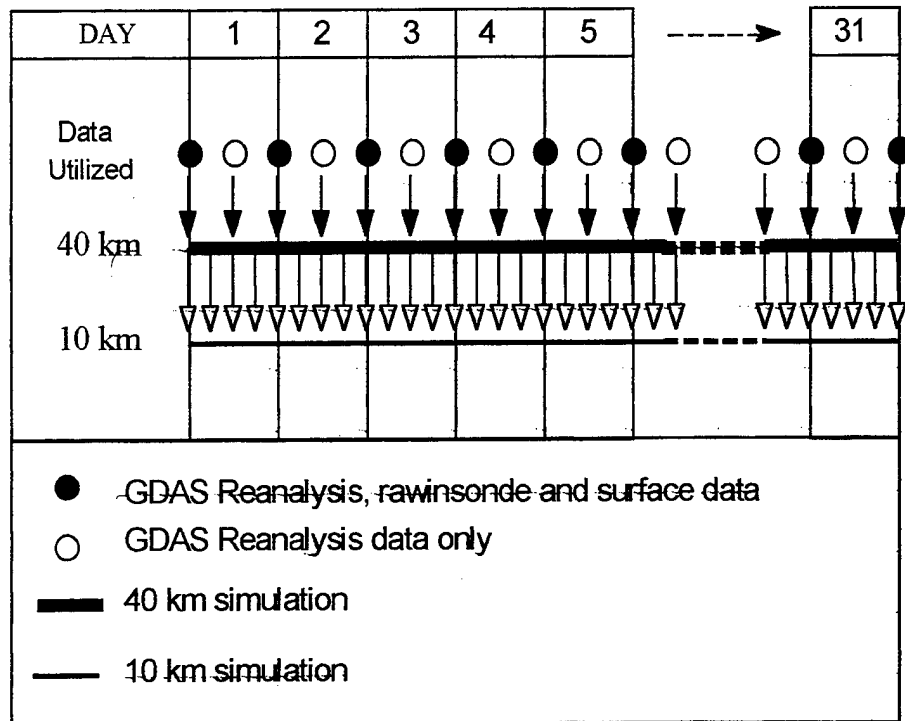 DAY 1 2 3 4 5 31
Data
Utilized
40 km
10 km
GDAS Reanalysis, rawinsonde and surface data
GDAS Reanalysis data only
40 km simulation
10 km simulation